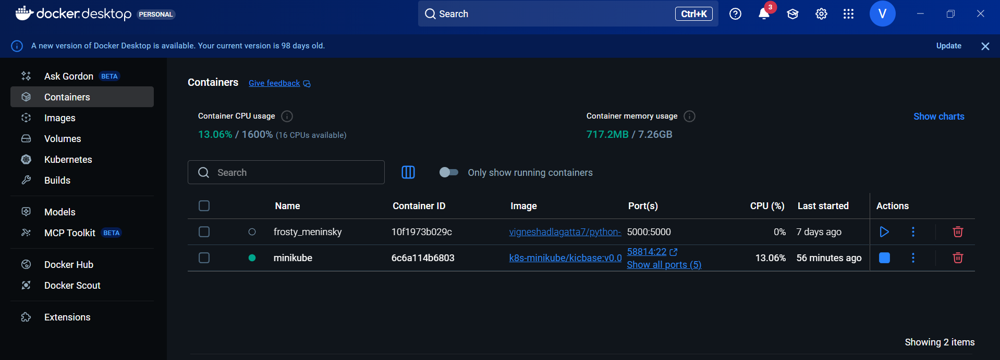 docker.desktop PERSONAL
Search Ctrl+K
3
V
A new version of Docker Desktop is available. Your current version is 98 days old.
Update
Ask Gordon BETA
Containers
Images
Volumes
Kubernetes
Builds
Models
MCP Toolkit BETA
Docker Hub
Docker Scout
Extensions
Containers Give feedback
Container CPU usage
13.06% / 1600% (16 CPUs available)
Container memory usage
717.2MB / 7.26GB
Show charts
Search
Only show running containers
Name Container ID Image Port(s) CPU (%) Last started Actions
frosty_meninsky 10f1973b029c vigneshadlagatta7/python- 5000:5000 0% 7 days ago
minikube 6c6a114b6803 k8s-minikube/kicbase:v0.0 58814:22 13.06% 56 minutes ago
Show all ports (5)
Showing 2 items